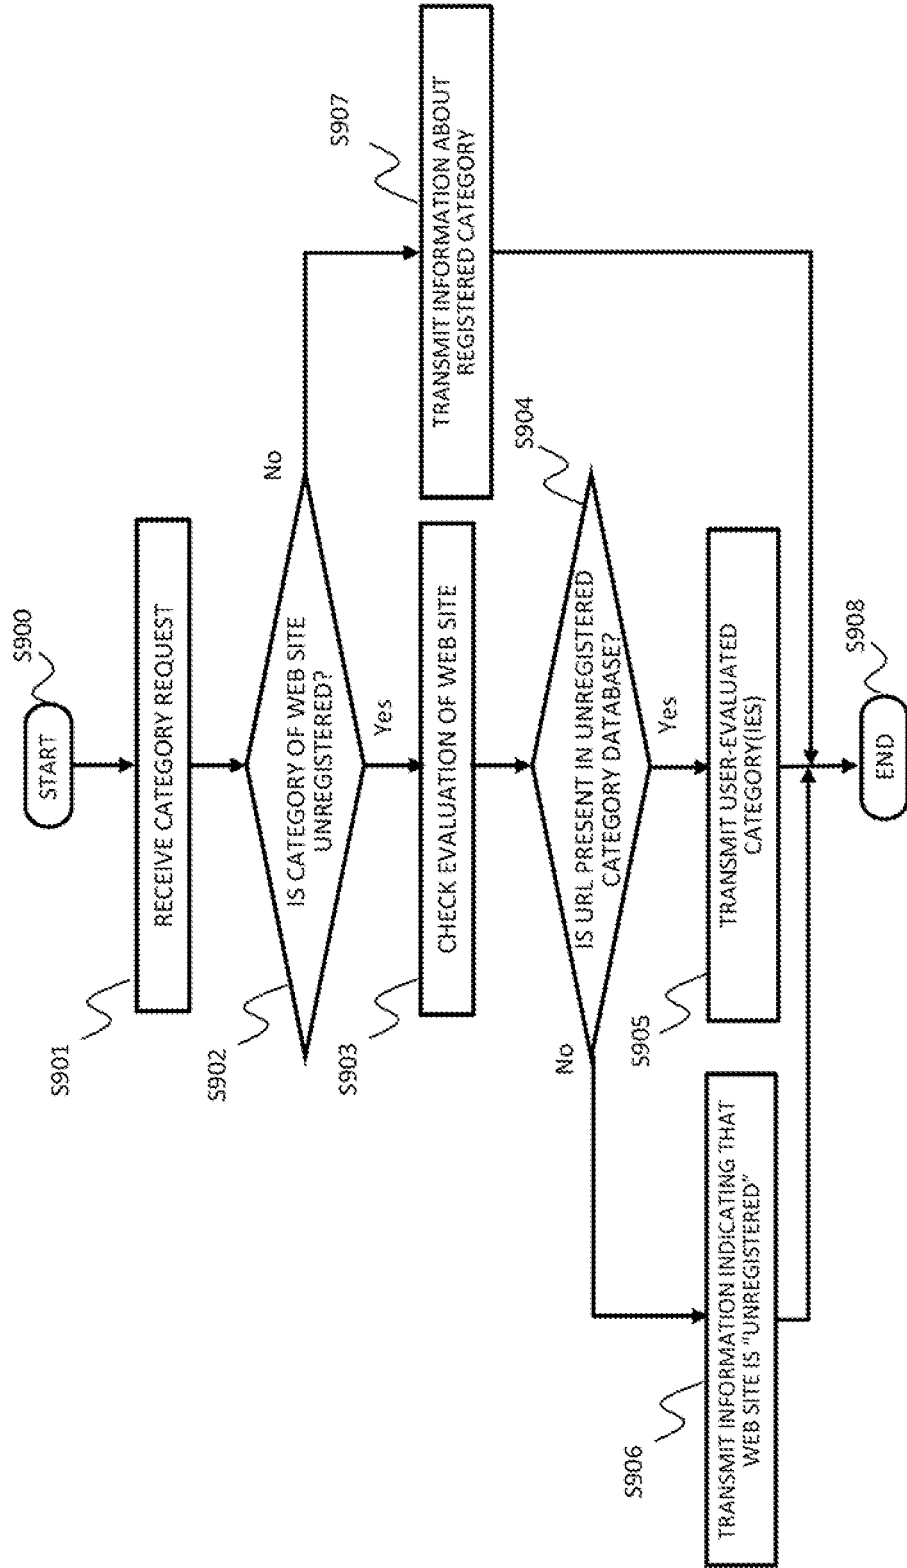 START
S900
S901
RECEIVE CATEGORY REQUEST
S902
IS CATEGORY OF WEB SITE
UNREGISTERED?
No
Yes
S907
TRANSMIT INFORMATION ABOUT
REGISTERED CATEGORY
S903
CHECK EVALUATION OF WEB SITE
S904
IS URL PRESENT IN UNREGISTERED
CATEGORY DATABASE?
No
Yes
S905
TRANSMIT USER-EVALUATED
CATEGORY(IES)
S906
TRANSMIT INFORMATION INDICATING THAT
WEB SITE IS "UNREGISTERED"
S908
END